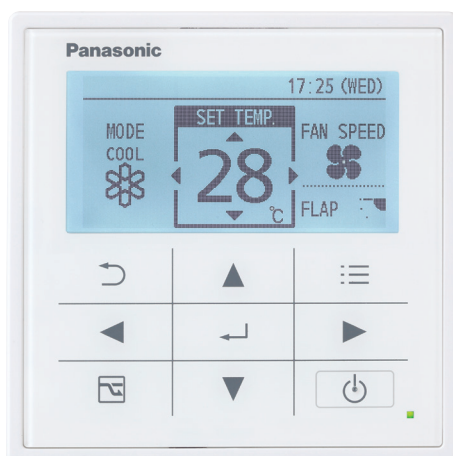 Panasonic
17:25 (WED)
MODE
COOL
SET TEMP.
28
℃
FAN SPEED
FLAP